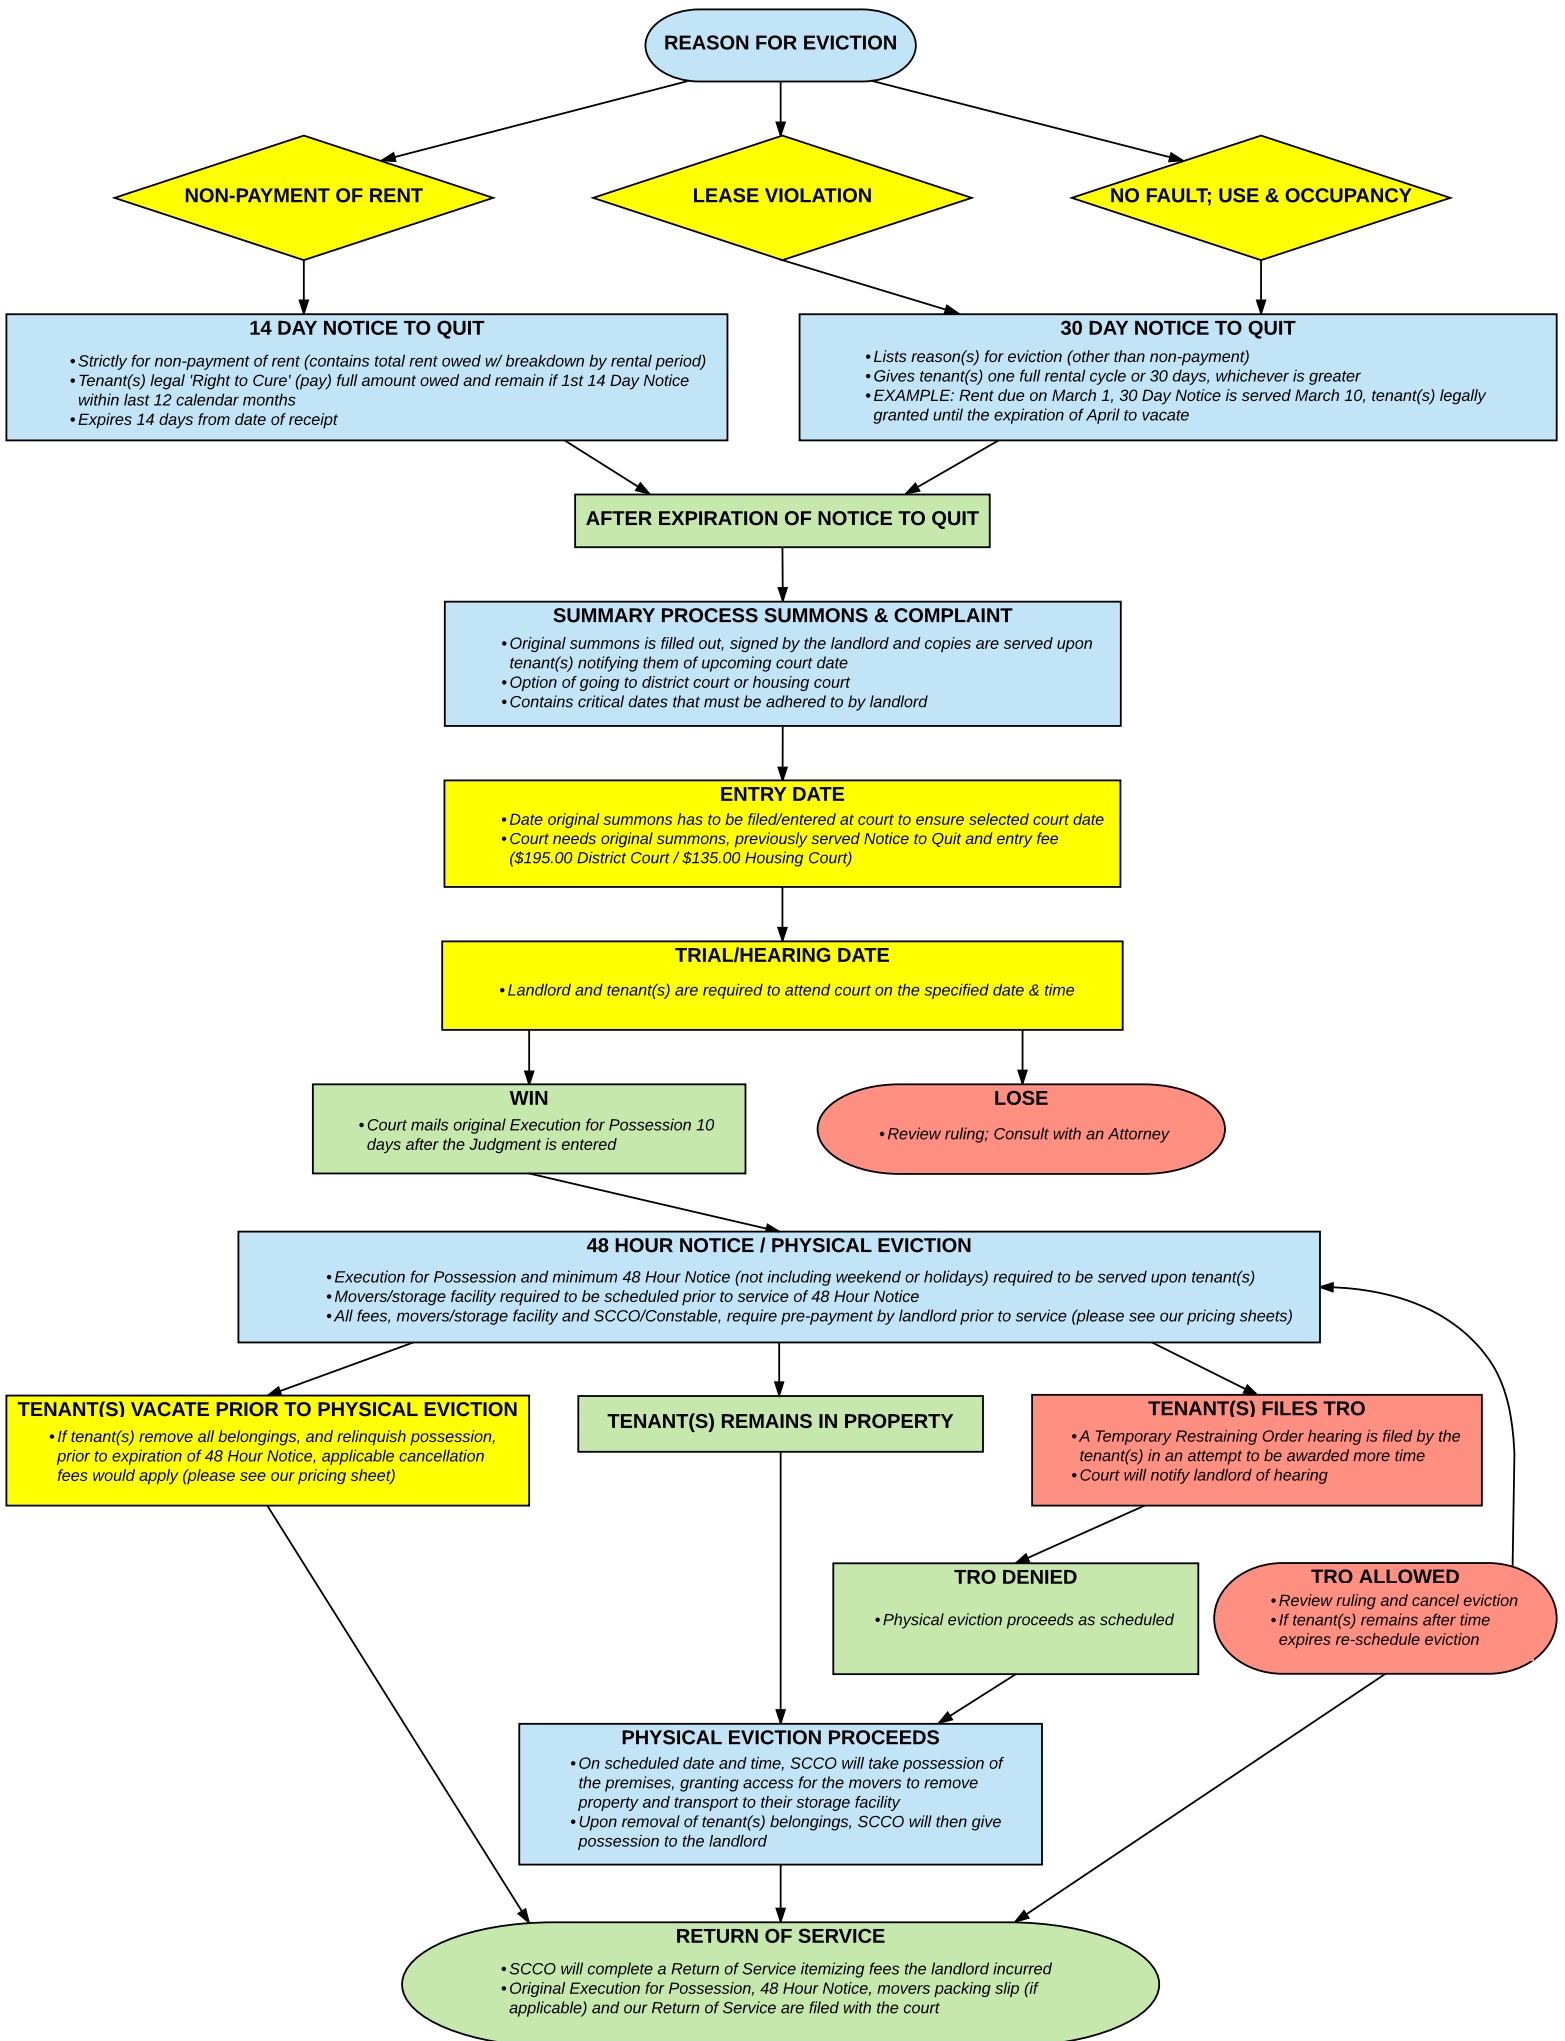 REASON FOR EVICTION
NON-PAYMENT OF RENT
LEASE VIOLATION
NO FAULT; USE & OCCUPANCY
14 DAY NOTICE TO QUIT
• Strictly for non-payment of rent (contains total rent owed w/ breakdown by rental period)
• Tenant(s) legal 'Right to Cure' (pay) full amount owed and remain if 1st 14 Day Notice
within last 12 calendar months
• Expires 14 days from date of receipt
30 DAY NOTICE TO QUIT
• Lists reason(s) for eviction (other than non-payment)
• Gives tenant(s) one full rental cycle or 30 days, whichever is greater
• EXAMPLE: Rent due on March 1, 30 Day Notice is served March 10, tenant(s) legally
granted until the expiration of April to vacate
AFTER EXPIRATION OF NOTICE TO QUIT
SUMMARY PROCESS SUMMONS & COMPLAINT
• Original summons is filled out, signed by the landlord and copies are served upon
tenant(s) notifying them of upcoming court date
• Option of going to district court or housing court
• Contains critical dates that must be adhered to by landlord
ENTRY DATE
• Date original summons has to be filed/entered at court to ensure selected court date
• Court needs original summons, previously served Notice to Quit and entry fee
($195.00 District Court / $135.00 Housing Court)
TRIAL/HEARING DATE
• Landlord and tenant(s) are required to attend court on the specified date & time
WIN
• Court mails original Execution for Possession 10
days after the Judgment is entered
LOSE
• Review ruling; Consult with an Attorney
48 HOUR NOTICE / PHYSICAL EVICTION
• Execution for Possession and minimum 48 Hour Notice (not including weekend or holidays) required to be served upon tenant(s)
• Movers/storage facility required to be scheduled prior to service of 48 Hour Notice
• All fees, movers/storage facility and SCCO/Constable, require pre-payment by landlord prior to service (please see our pricing sheets)
TENANT(S) VACATE PRIOR TO PHYSICAL EVICTION
• If tenant(s) remove all belongings, and relinquish possession,
prior to expiration of 48 Hour Notice, applicable cancellation
fees would apply (please see our pricing sheet)
TENANT(S) REMAINS IN PROPERTY
TENANT(S) FILES TRO
• A Temporary Restraining Order hearing is filed by the
tenant(s) in an attempt to be awarded more time
• Court will notify landlord of hearing
TRO DENIED
• Physical eviction proceeds as scheduled
TRO ALLOWED
• Review ruling and cancel eviction
• If tenant(s) remains after time
expires re-schedule eviction
PHYSICAL EVICTION PROCEEDS
• On scheduled date and time, SCCO will take possession of
the premises, granting access for the movers to remove
property and transport to their storage facility
• Upon removal of tenant(s) belongings, SCCO will then give
possession to the landlord
RETURN OF SERVICE
• SCCO will complete a Return of Service itemizing fees the landlord incurred
• Original Execution for Possession, 48 Hour Notice, movers packing slip (if
applicable) and our Return of Service are filed with the court